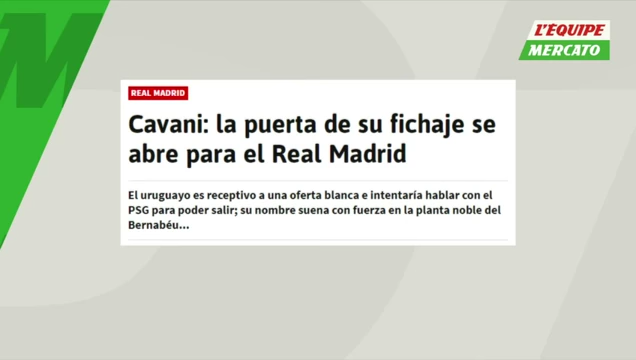 L'ÉQUIPE
MERCATO
REAL MADRID
Cavani: la puerta de su fichaje se
abre para el Real Madrid
El uruguayo es receptivo a una oferta blanca e intentaría hablar con el
PSG para poder salir; su nombre suena con fuerza en la planta noble del
Bernabéu...